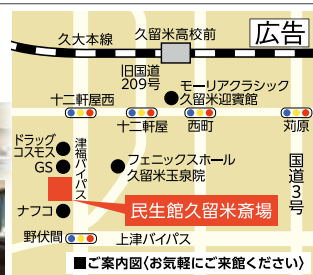 広告
久大本線
久留米高校前
旧国道
209号
モーリアクラシック
久留米迎賓館
十二軒屋西
十二軒屋
西町
苅原
ドラッグ
コスモス
GS
津福バイパス
フェニックスホール
久留米玉泉院
国道3号
民生館久留米斎場
ナフコ
野伏間
上津バイパス
■ご案内図〈お気軽にご来館ください〉